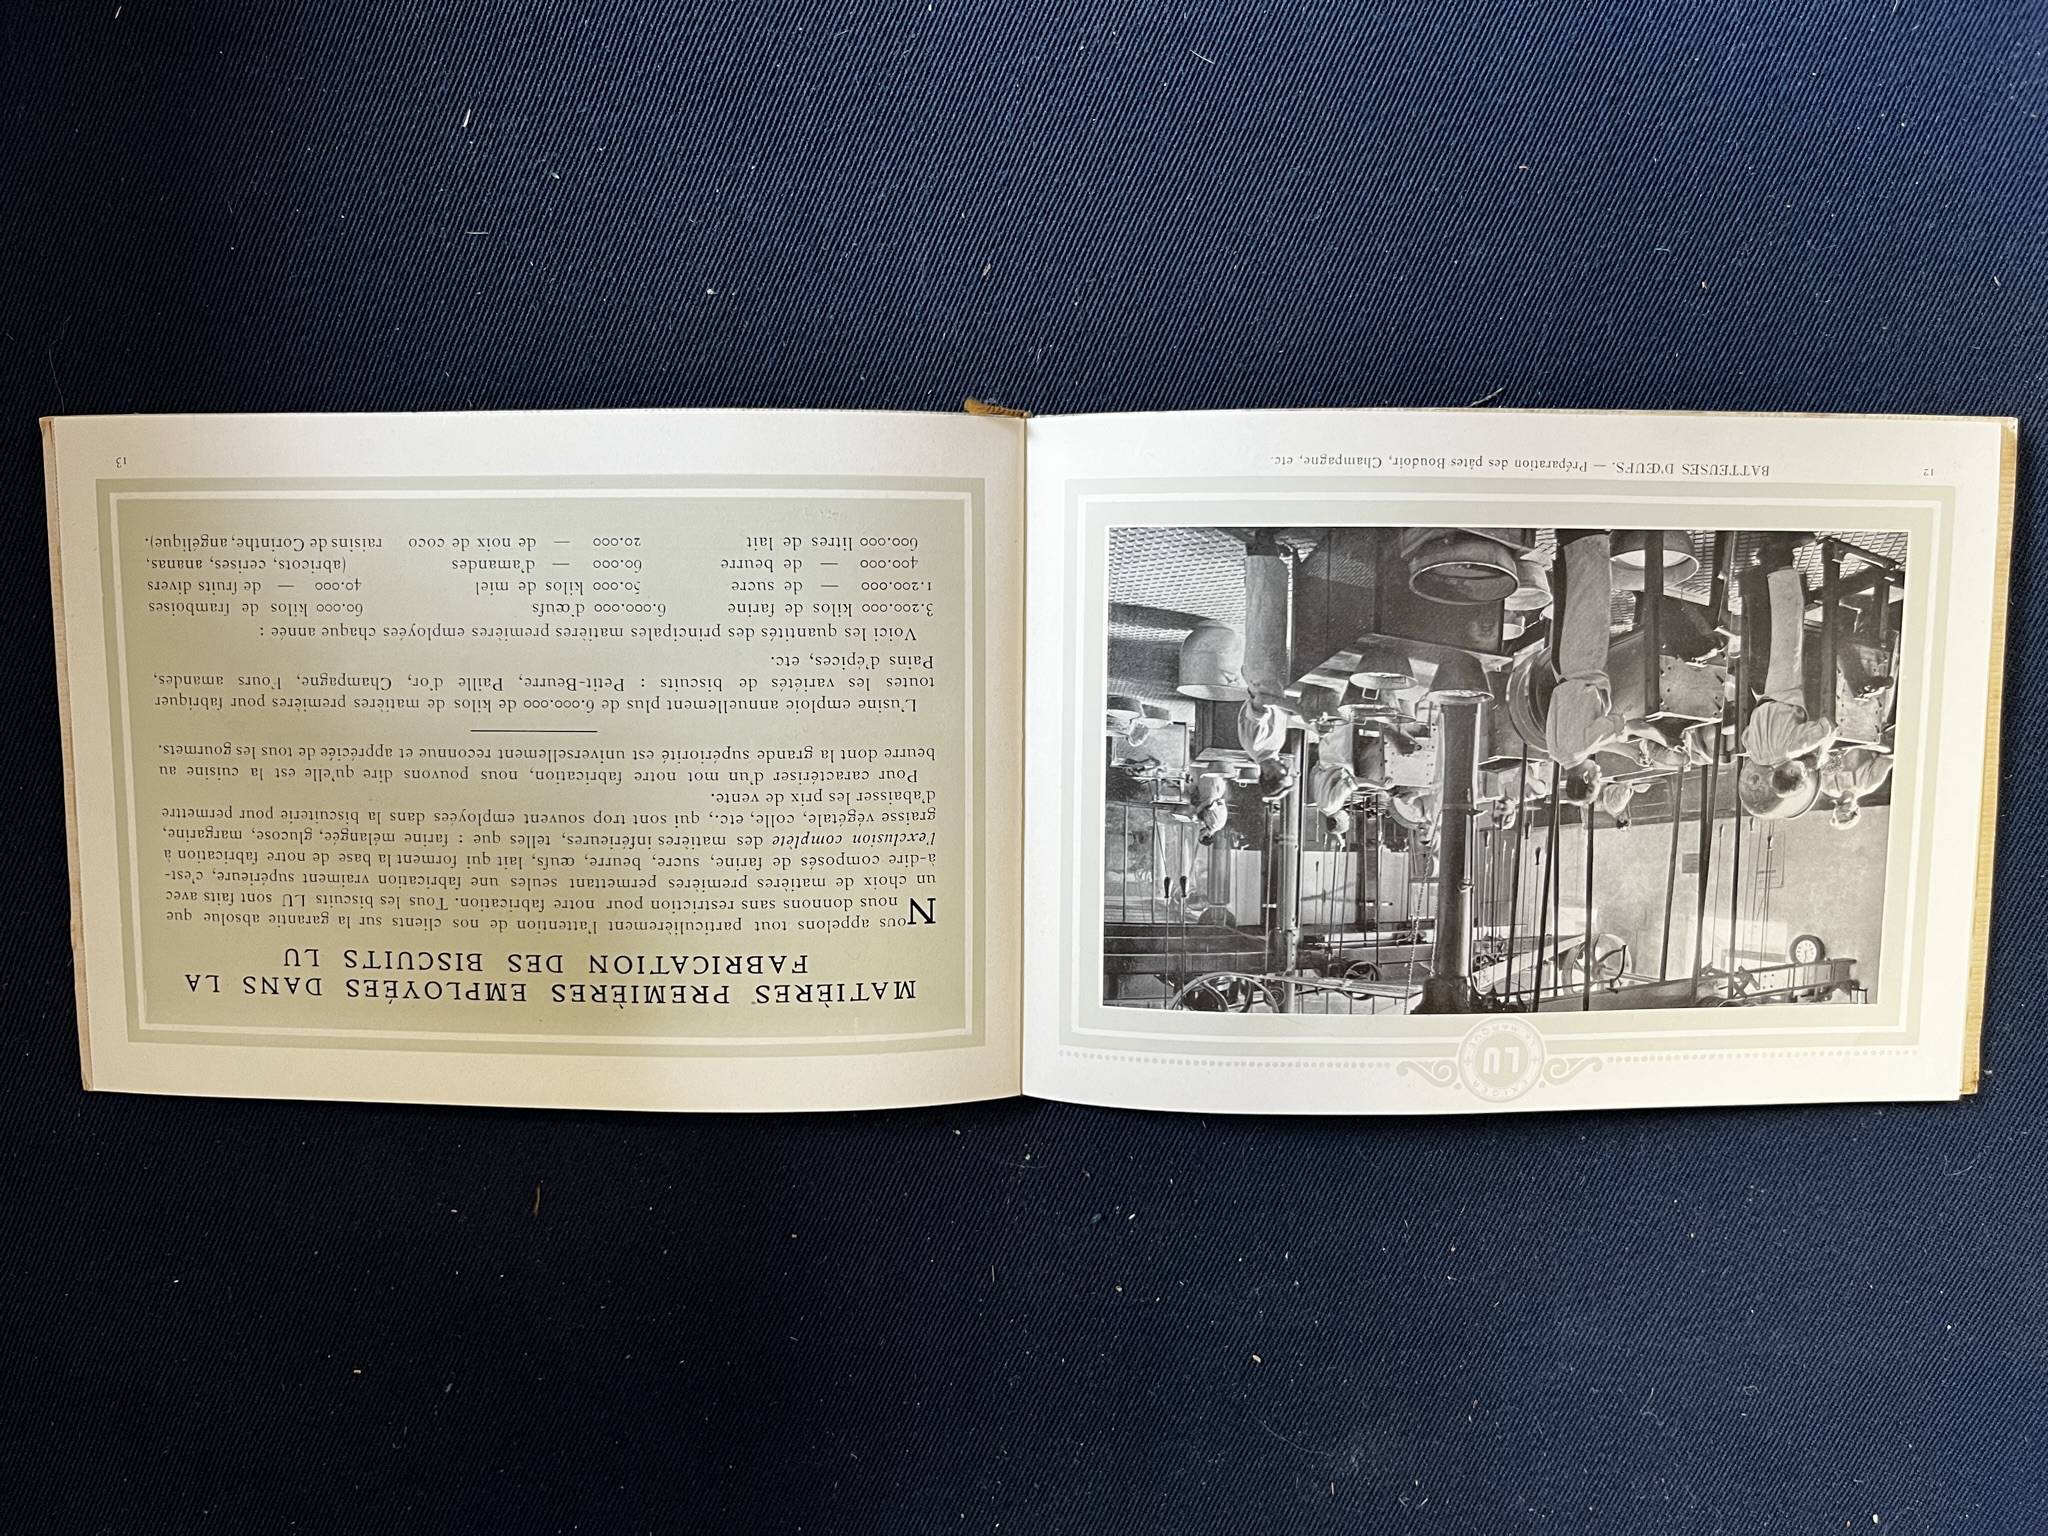 LU
BATTEUSES D'ŒUFS. — Préparation des pâtes Boudoir, Champagne, etc.
12
MATIÈRES PREMIÈRES EMPLOYÉES DANS LA
FABRICATION DES BISCUITS LU
Nous appelons tout particulièrement l'attention de nos clients sur la garantie absolue que
nous donnons sans restriction pour notre fabrication. Tous les biscuits LU sont faits avec
un choix de matières premières permettant seules une fabrication vraiment supérieure, c'est-
à-dire composés de farine, sucre, beurre, œufs, lait qui forment la base de notre fabrication à
l'exclusion complète des matières inférieures, telles que : farine mélangée, glucose, margarine,
graisse végétale, colle, etc., qui sont trop souvent employées dans la biscuiterie pour permettre
d'abaisser les prix de vente.
Pour caractériser d'un mot notre fabrication, nous pouvons dire qu'elle est la cuisine au
beurre dont la grande supériorité est universellement reconnue et appréciée de tous les gourmets.
L'usine emploie annuellement plus de 6.000.000 de kilos de matières premières pour fabriquer
toutes les variétés de biscuits : Petit-Beurre, Paille d'or, Champagne, Fours amandes,
Pains d'épices, etc.
Voici les quantités des principales matières premières employées chaque année :
3.200.000 kilos de farine 6.000.000 d'œufs 60.000 kilos de framboises
1.200.000 — de sucre 50.000 kilos de miel 40.000 — de fruits divers
400.000 — de beurre 60.000 — d'amandes (abricots, cerises, ananas,
600.000 litres de lait 20.000 — de noix de coco raisins de Corinthe, angélique).
13